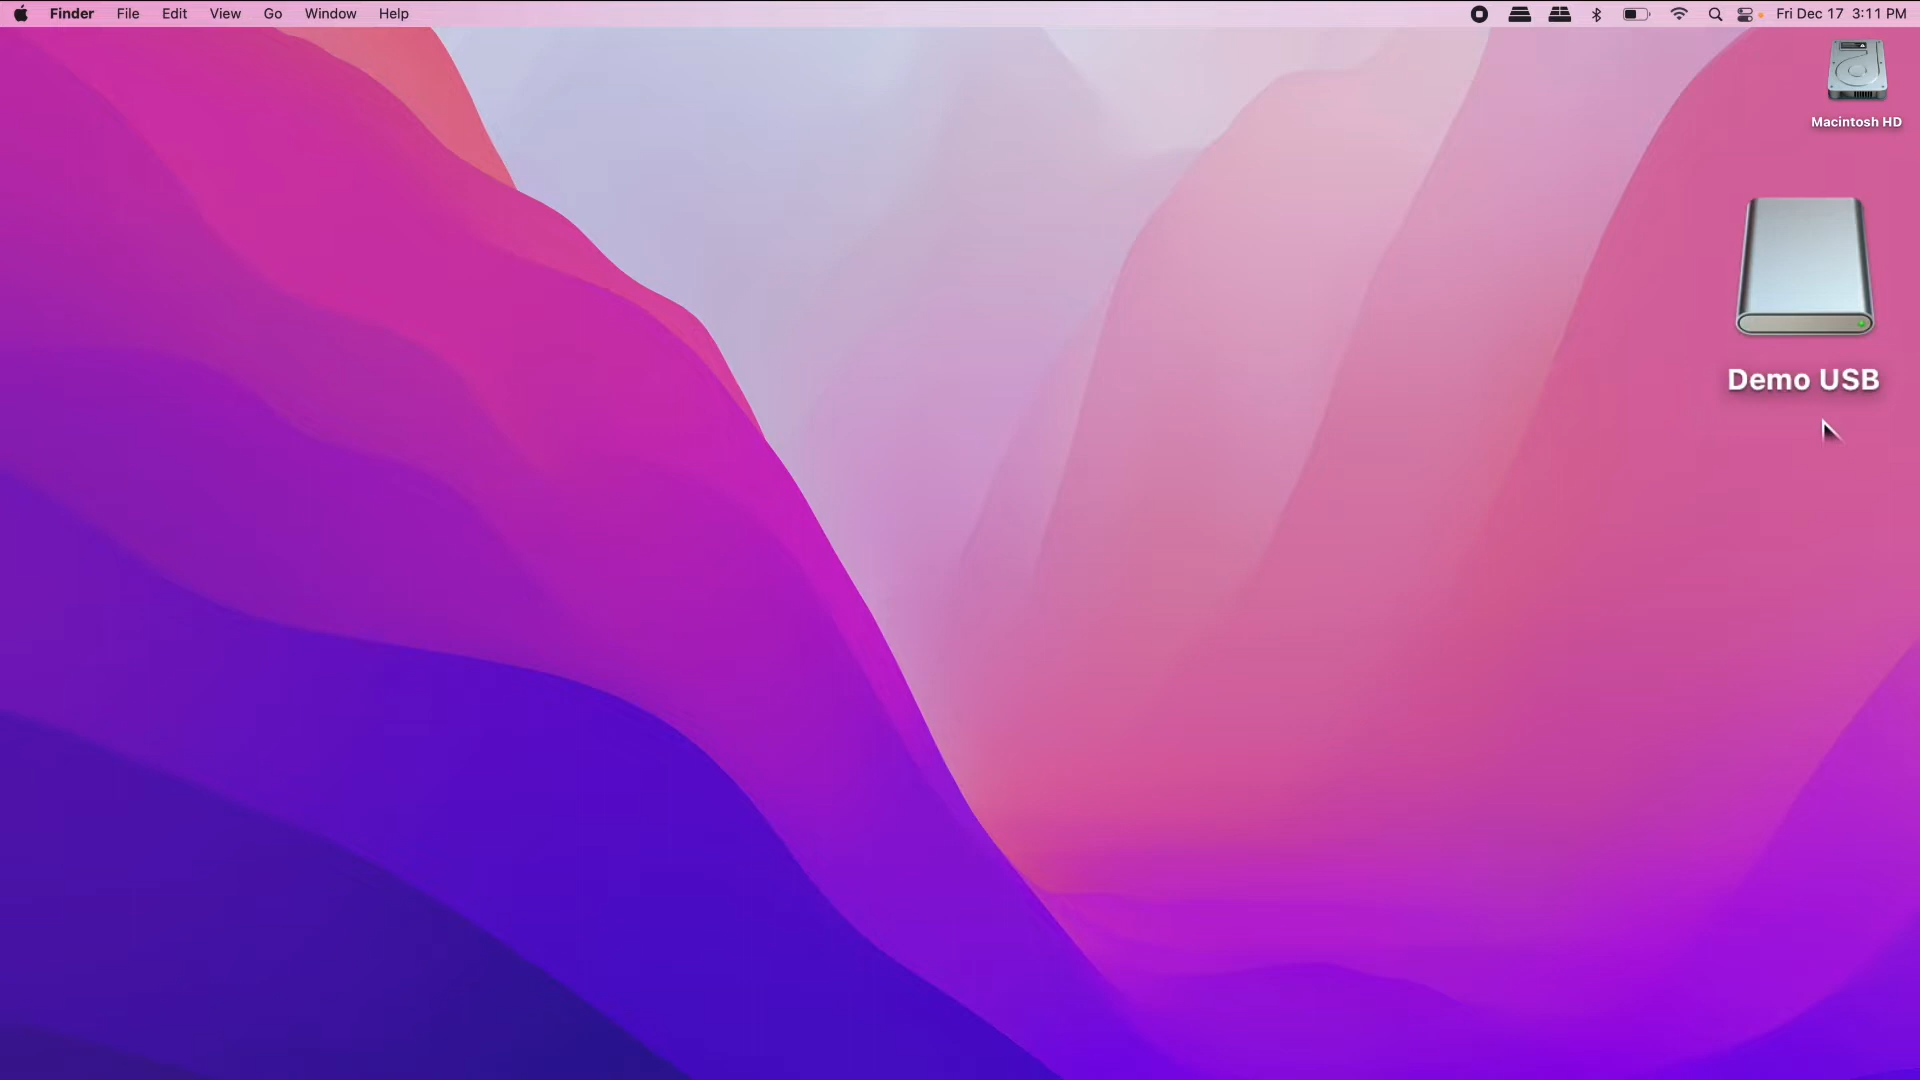 Finder File Edit View Go Window Help Fri Dec 17 3:11 PM
Macintosh HD
Demo USB